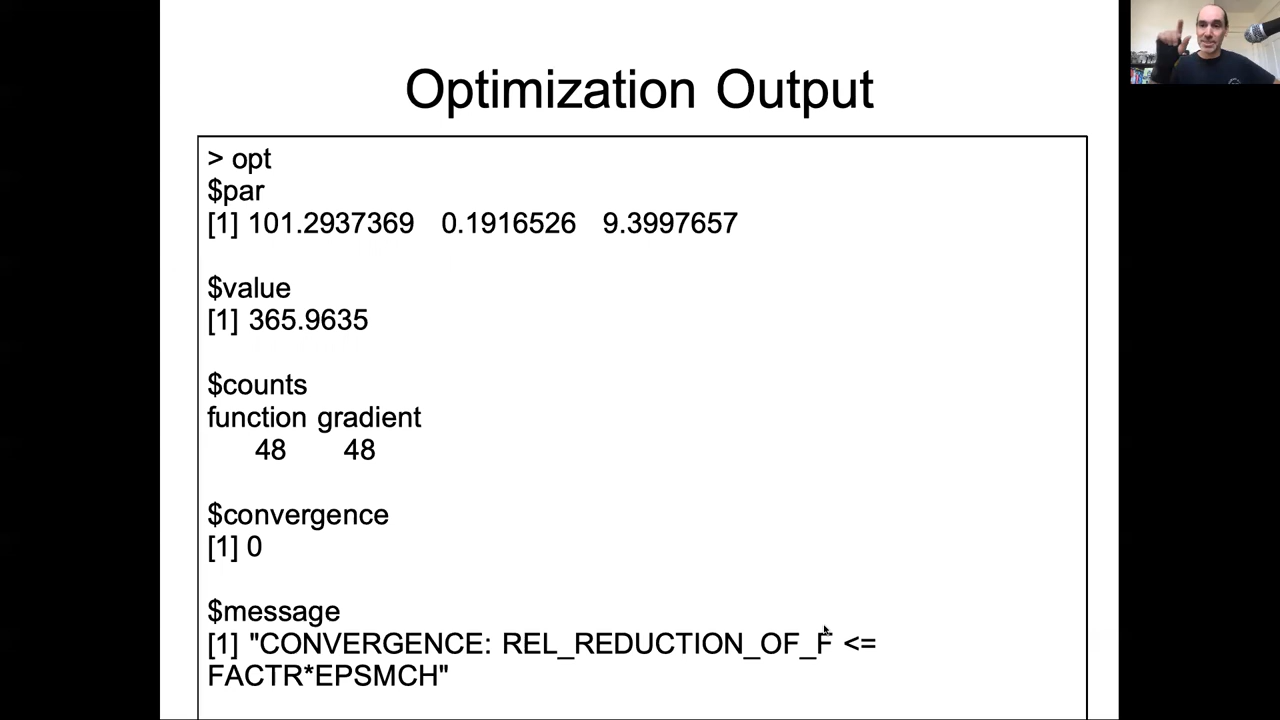 Optimization Output
> opt
$par
[1] 101.2937369 0.1916526 9.3997657
$value
[1] 365.9635
$counts
function gradient
48 48
$convergence
[1] 0
$message
[1] "CONVERGENCE: REL_REDUCTION_OF_F <=
FACTR*EPSMCH"